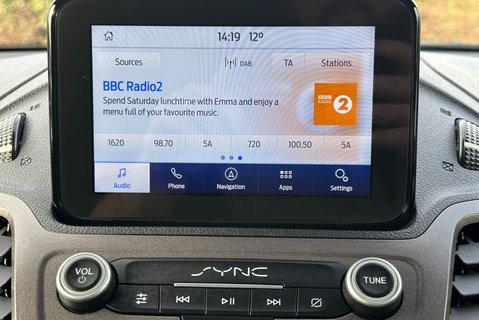 14:19 12°
Sources DAB TA Stations
BBC Radio2
Spend Saturday lunchtime with Emma and enjoy a
menu full of your favourite music.
BBC
RADIO
2
1620 98.70 5A 720 100.50 5A
Audio Phone Navigation Apps Settings
VOL SYNC TUNE